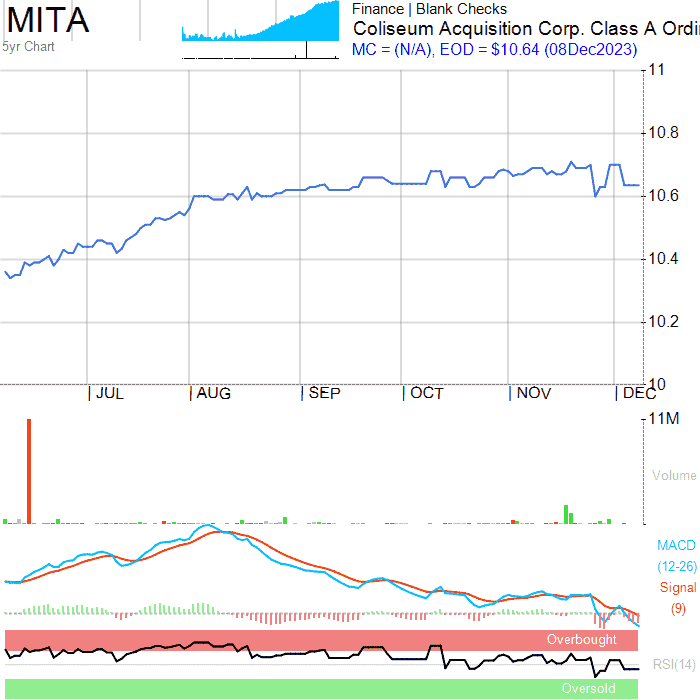 MITA
5yr Chart
Finance | Blank Checks
Coliseum Acquisition Corp. Class A Ordi
MC = (N/A), EOD = $10.64 (08Dec2023)
11
10.8
10.6
10.4
10.2
10
| JUL | AUG | SEP | OCT | NOV | DEC
11M
Volume
MACD
(12-26)
Signal
(9)
Overbought
RSI(14)
Oversold